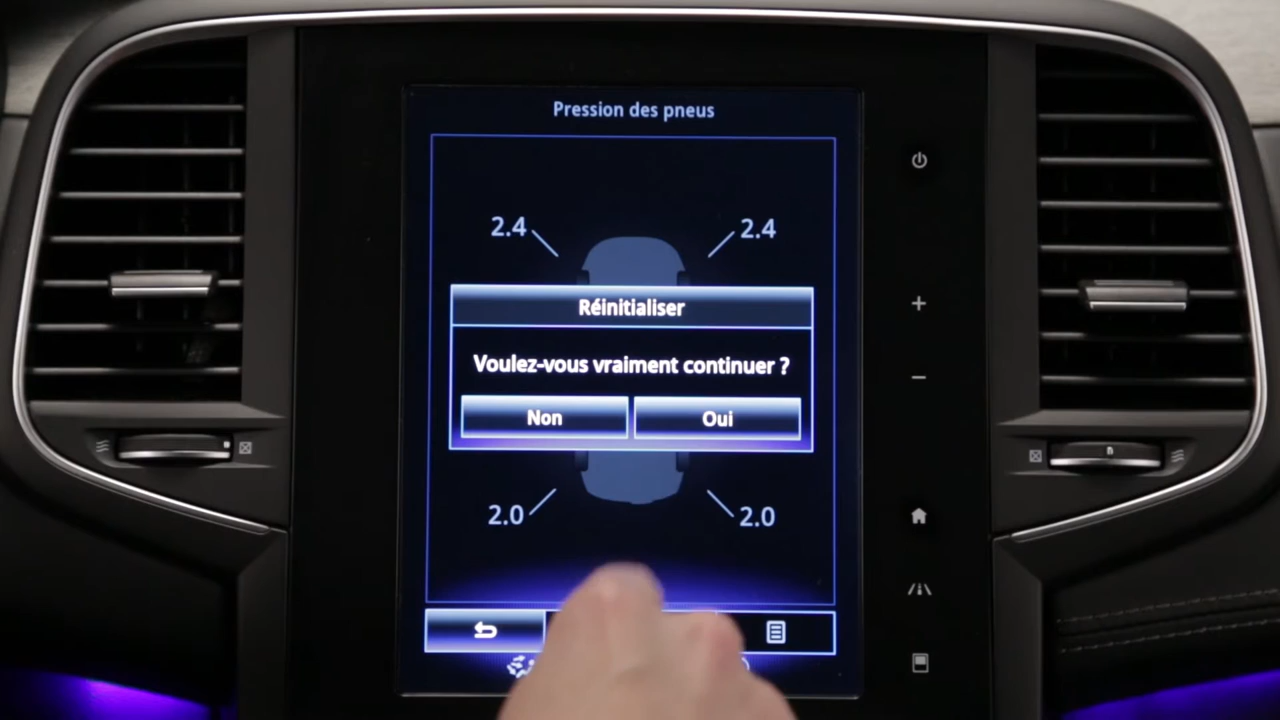 Pression des pneus
2.4
2.4
Réinitialiser
Voulez-vous vraiment continuer ?
Non
Oui
2.0
2.0
+
−